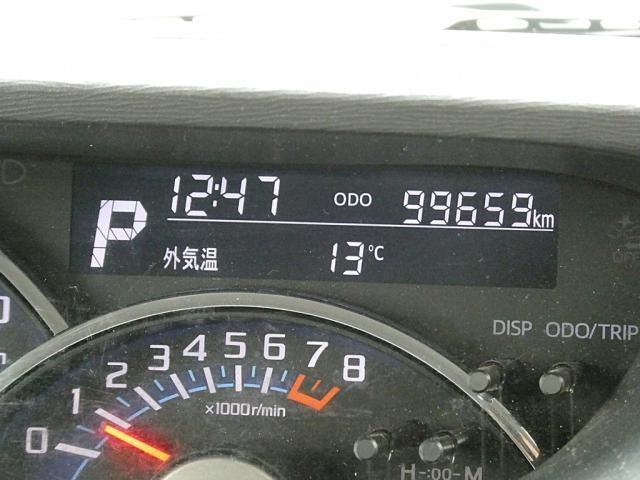 12:47 ODO 99659km
P
外気温 13℃
DISP ODO/TRIP
0 1 2 3 4 5 6 7 8
×1000r/min
H -:00- M